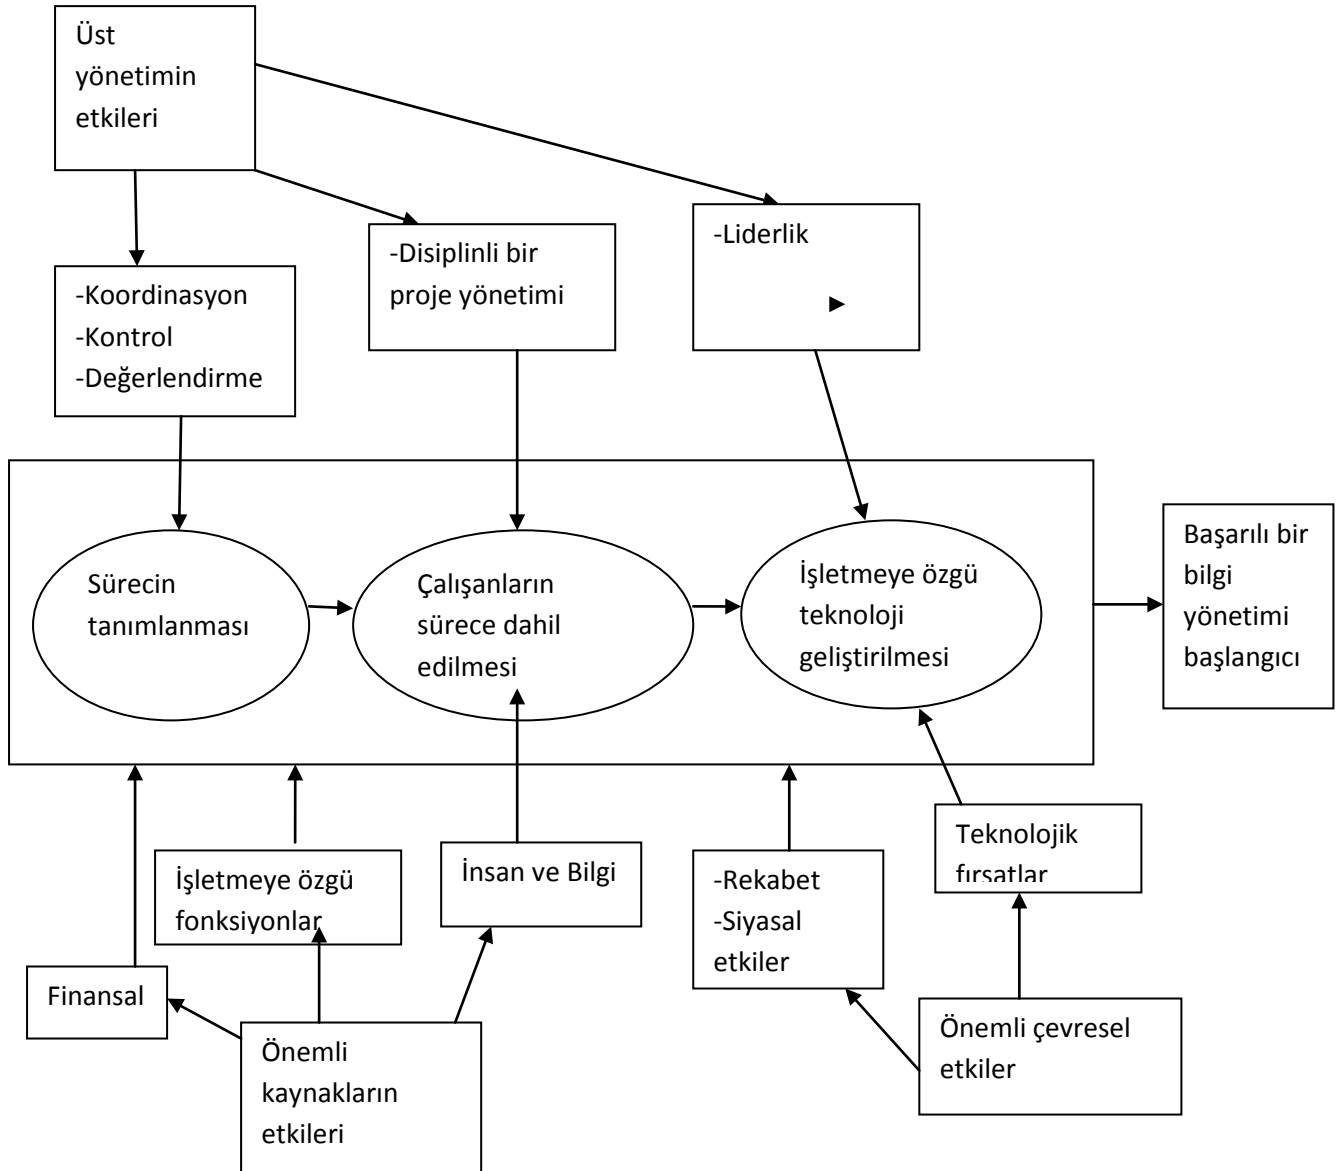 Üst
yönetimin
etkileri
-Koordinasyon
-Kontrol
-Değerlendirme
-Disiplinli bir
proje yönetimi
-Liderlik
Sürecin
tanımlanması
Çalışanların
sürece dahil
edilmesi
İşletmeye özgü
teknoloji
geliştirilmesi
Başarılı bir
bilgi
yönetimi
başlangıcı
Finansal
İşletmeye özgü
fonksiyonlar
İnsan ve Bilgi
-Rekabet
-Siyasal
etkiler
Teknolojik
fırsatlar
Önemli
kaynakların
etkileri
Önemli çevresel
etkiler